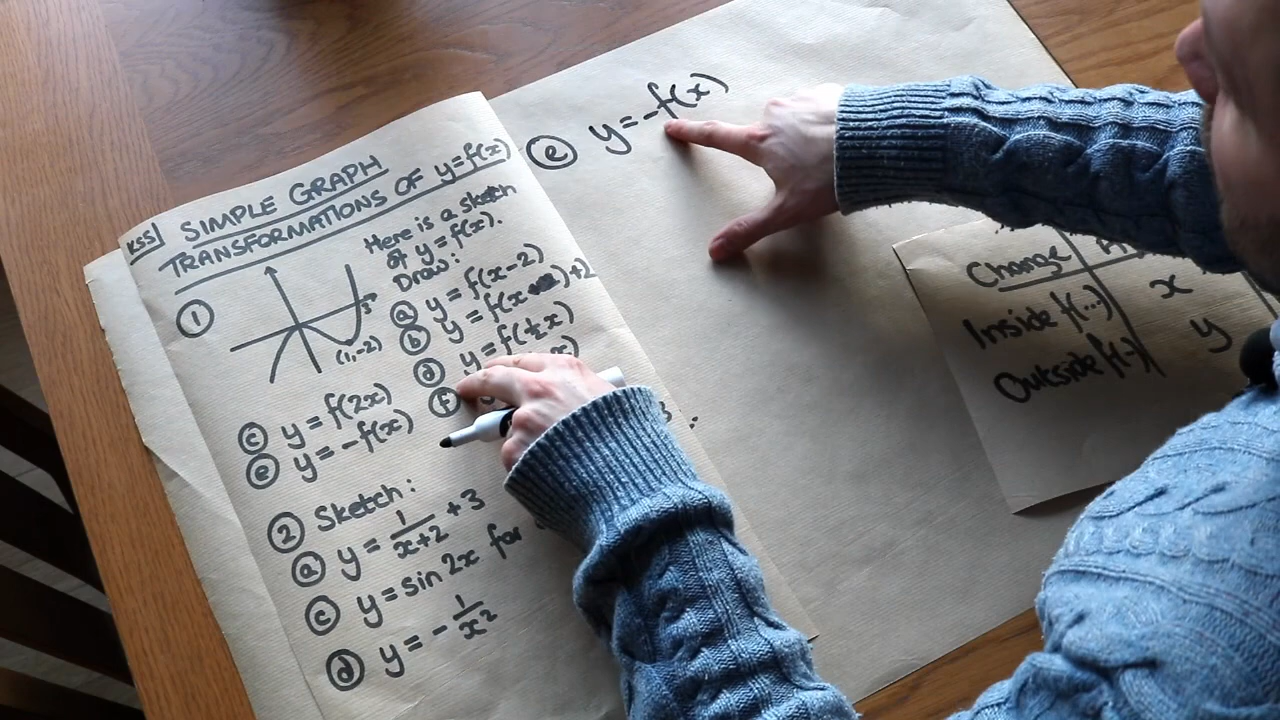 KS5
SIMPLE GRAPH
TRANSFORMATIONS OF y=f(x)
①
3
(1,-2)
Here is a sketch
of y = f(x).
Draw:
ⓐ y = f(x-2)
ⓑ y = f(x)+2
ⓓ y = f(½x)
ⓕ
ⓒ y = f(2x)
ⓔ y = -f(x)
② Sketch:
ⓐ y = 1/(x+2) + 3
ⓒ y = sin 2x for
ⓓ y = - 1/x²
ⓔ y = -f(x)
Change
Inside f(...) x
Outside f(..) y